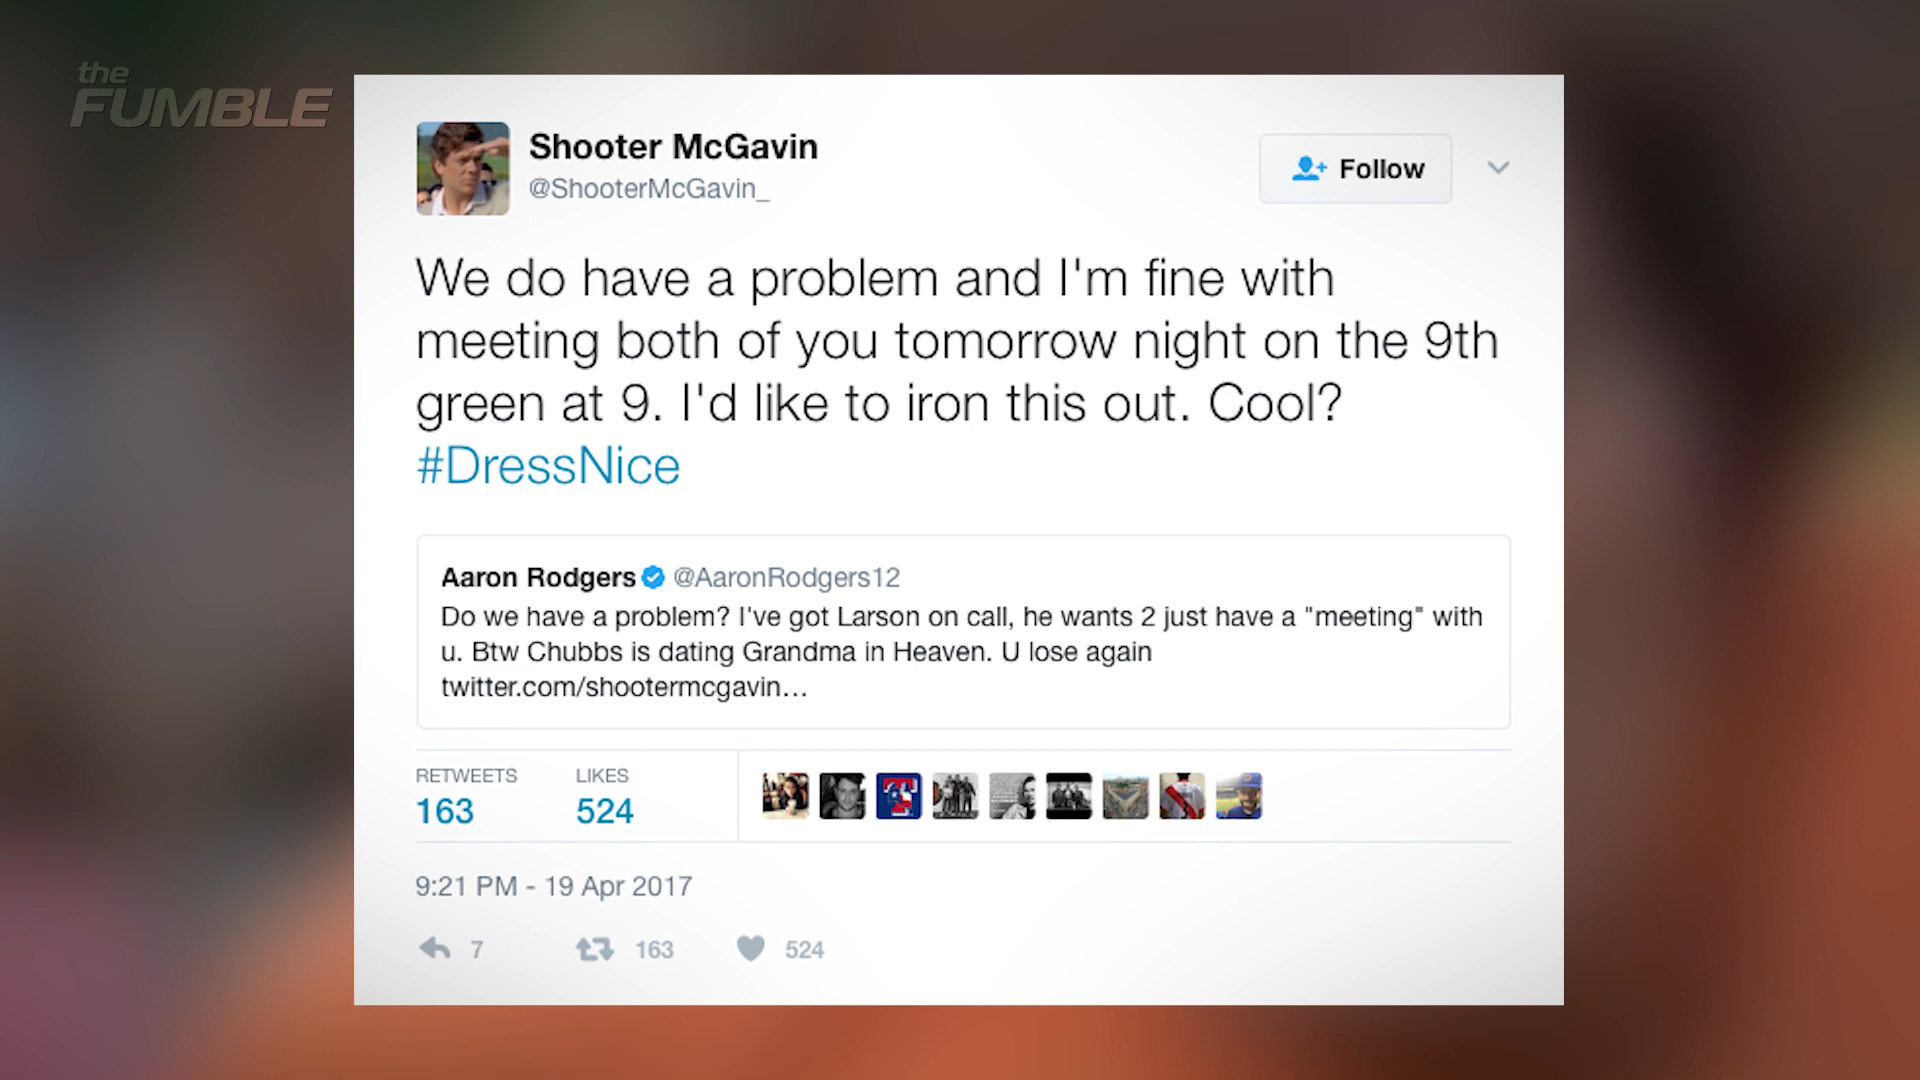 the
FUMBLE
Shooter McGavin
@ShooterMcGavin_
Follow
We do have a problem and I'm fine with
meeting both of you tomorrow night on the 9th
green at 9. I'd like to iron this out. Cool?
#DressNice
Aaron Rodgers @AaronRodgers12
Do we have a problem? I've got Larson on call, he wants 2 just have a "meeting" with
u. Btw Chubbs is dating Grandma in Heaven. U lose again
twitter.com/shootermcgavin…
RETWEETS LIKES
163 524
9:21 PM - 19 Apr 2017
7 163 524